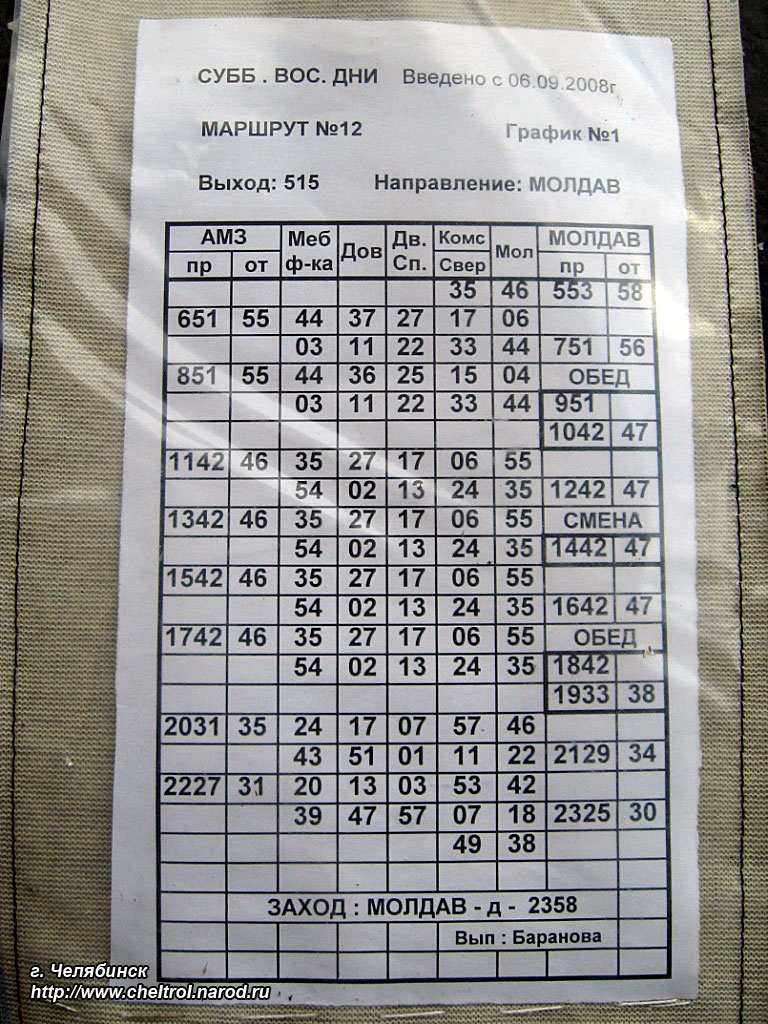 СУББ . ВОС. ДНИ Введено с 06.09.2008г
МАРШРУТ №12 График №1
Выход: 515 Направление: МОЛДАВ
АМЗ Меб Дов Дв. Комс Мол МОЛДАВ
пр от ф-ка Сп. Свер пр от
35 46 553 58
651 55 44 37 27 17 06
03 11 22 33 44 751 56
851 55 44 36 25 15 04 ОБЕД
03 11 22 33 44 951
1042 47
1142 46 35 27 17 06 55
54 02 13 24 35 1242 47
1342 46 35 27 17 06 55 СМЕНА
54 02 13 24 35 1442 47
1542 46 35 27 17 06 55
54 02 13 24 35 1642 47
1742 46 35 27 17 06 55 ОБЕД
54 02 13 24 35 1842
1933 38
2031 35 24 17 07 57 46
43 51 01 11 22 2129 34
2227 31 20 13 03 53 42
39 47 57 07 18 2325 30
49 38
ЗАХОД : МОЛДАВ - д - 2358
Вып : Баранова
г. Челябинск
http://www.cheltrol.narod.ru